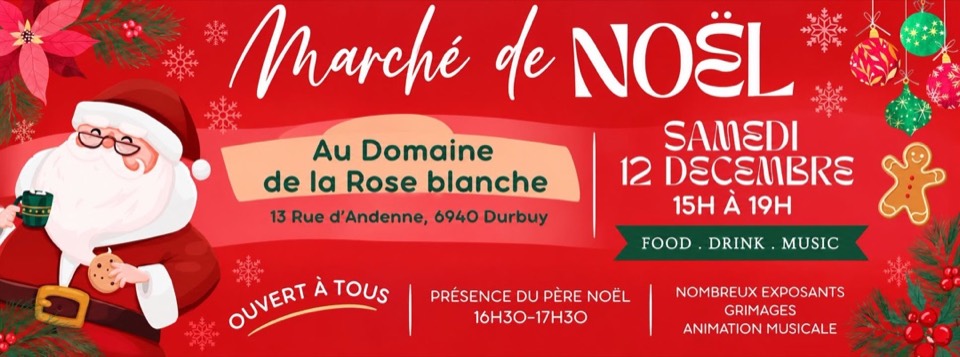 Marché de NOËL
Au Domaine
de la Rose blanche
13 Rue d'Andenne, 6940 Durbuy
SAMEDI
12 DECEMBRE
15H À 19H
FOOD . DRINK . MUSIC
OUVERT À TOUS
PRÉSENCE DU PÈRE NOËL
16H30-17H30
NOMBREUX EXPOSANTS
GRIMAGES
ANIMATION MUSICALE